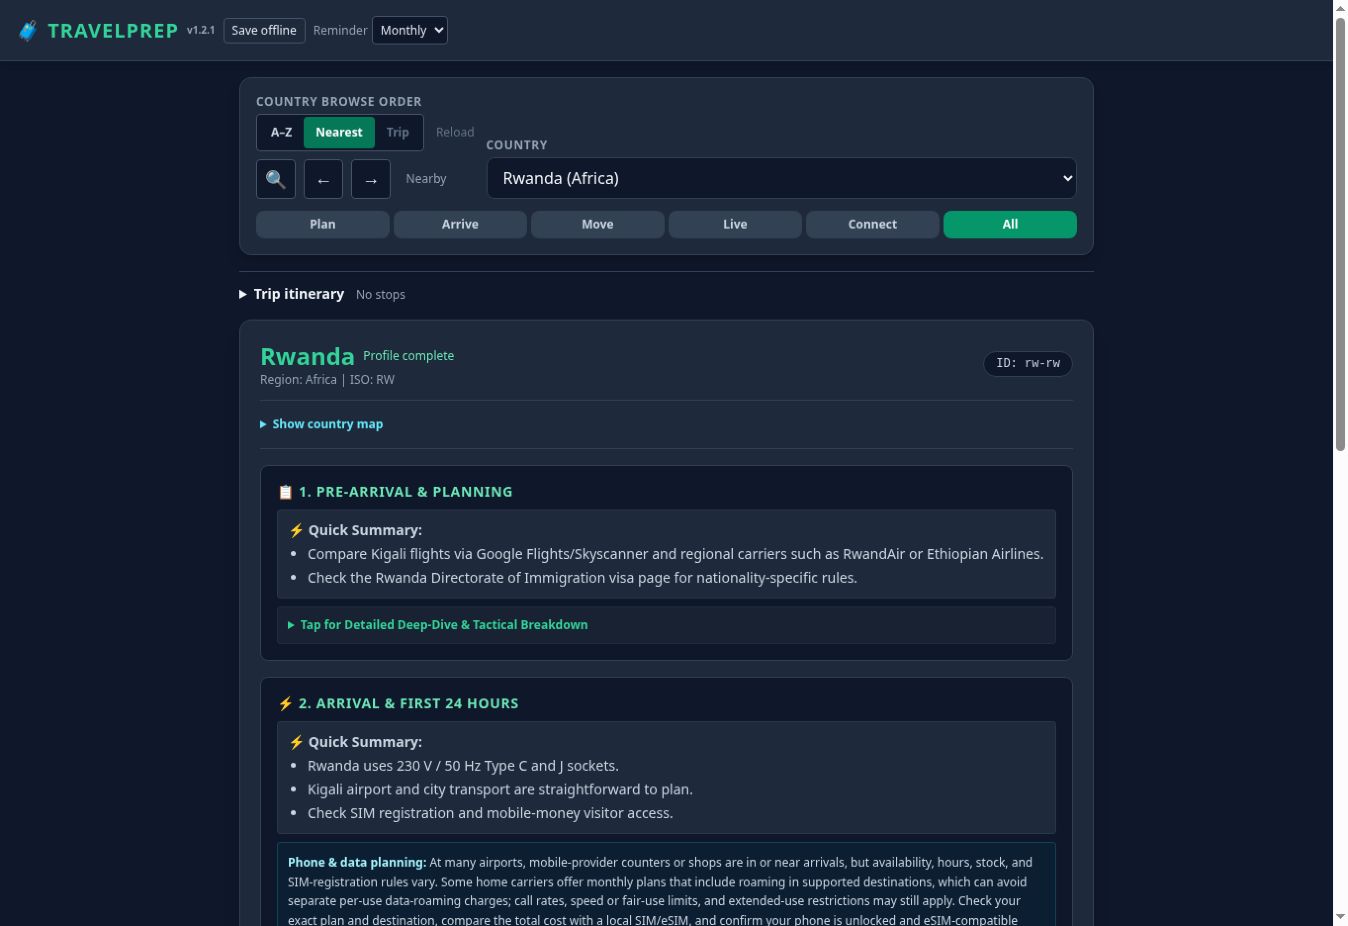 TRAVELPREP v1.2.1 Save offline Reminder Monthly
COUNTRY BROWSE ORDER
A–Z Nearest Trip Reload
COUNTRY
← → Nearby Rwanda (Africa)
Plan Arrive Move Live Connect All
Trip itinerary No stops
Rwanda Profile complete
ID: rw-rw
Region: Africa | ISO: RW
Show country map
1. PRE-ARRIVAL & PLANNING
Quick Summary:
• Compare Kigali flights via Google Flights/Skyscanner and regional carriers such as RwandAir or Ethiopian Airlines.
• Check the Rwanda Directorate of Immigration visa page for nationality-specific rules.
Tap for Detailed Deep-Dive & Tactical Breakdown
2. ARRIVAL & FIRST 24 HOURS
Quick Summary:
• Rwanda uses 230 V / 50 Hz Type C and J sockets.
• Kigali airport and city transport are straightforward to plan.
• Check SIM registration and mobile-money visitor access.
Phone & data planning: At many airports, mobile-provider counters or shops are in or near arrivals, but availability, hours, stock, and
SIM-registration rules vary. Some home carriers offer monthly plans that include roaming in supported destinations, which can avoid
separate per-use data-roaming charges; call rates, speed or fair-use limits, and extended-use restrictions may still apply. Check your
exact plan and destination, compare the total cost with a local SIM/eSIM, and confirm your phone is unlocked and eSIM-compatible